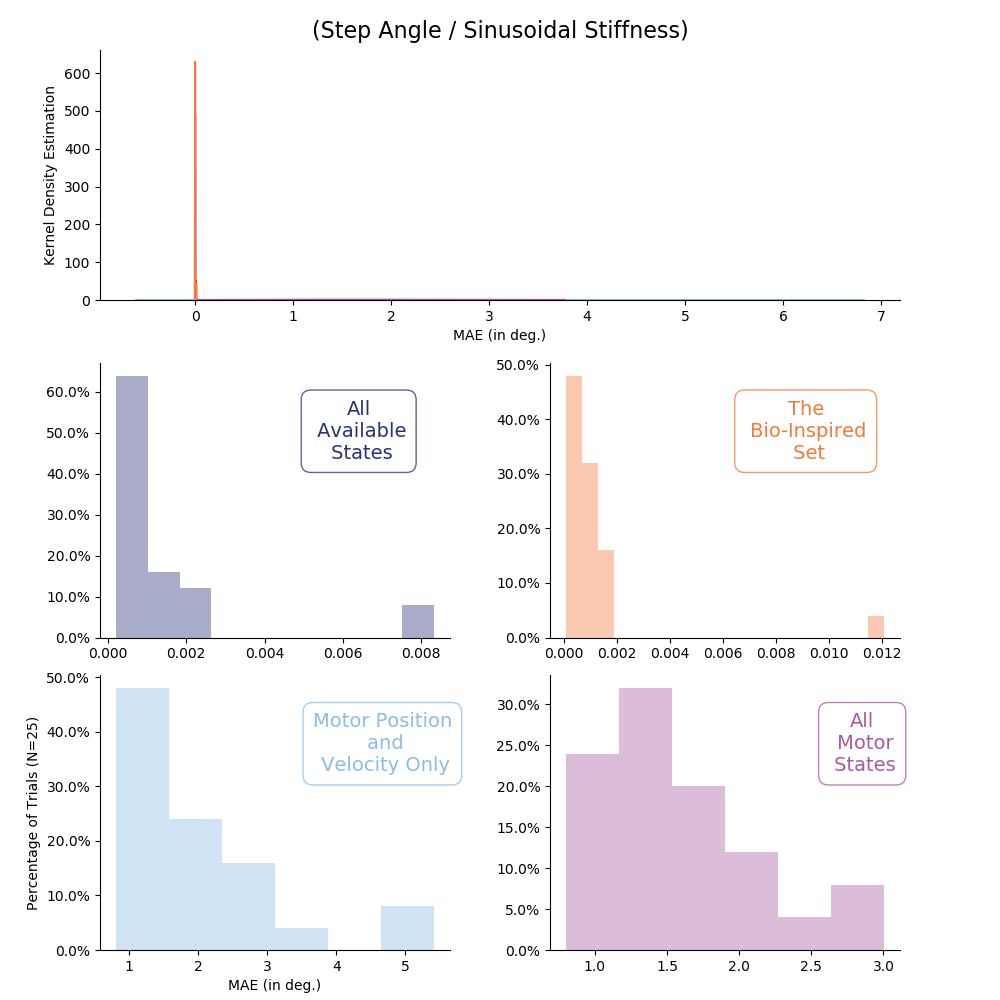 (Step Angle / Sinusoidal Stiffness)
Kernel Density Estimation
600
500
400
300
200
100
0
0 1 2 3 4 5 6 7
MAE (in deg.)
All
Available
States
60.0%
50.0%
40.0%
30.0%
20.0%
10.0%
0.0%
0.000 0.002 0.004 0.006 0.008
The
Bio-Inspired
Set
50.0%
40.0%
30.0%
20.0%
10.0%
0.0%
0.000 0.002 0.004 0.006 0.008 0.010 0.012
Motor Position
and
Velocity Only
Percentage of Trials (N=25)
50.0%
40.0%
30.0%
20.0%
10.0%
0.0%
1 2 3 4 5
MAE (in deg.)
All
Motor
States
30.0%
25.0%
20.0%
15.0%
10.0%
5.0%
0.0%
1.0 1.5 2.0 2.5 3.0